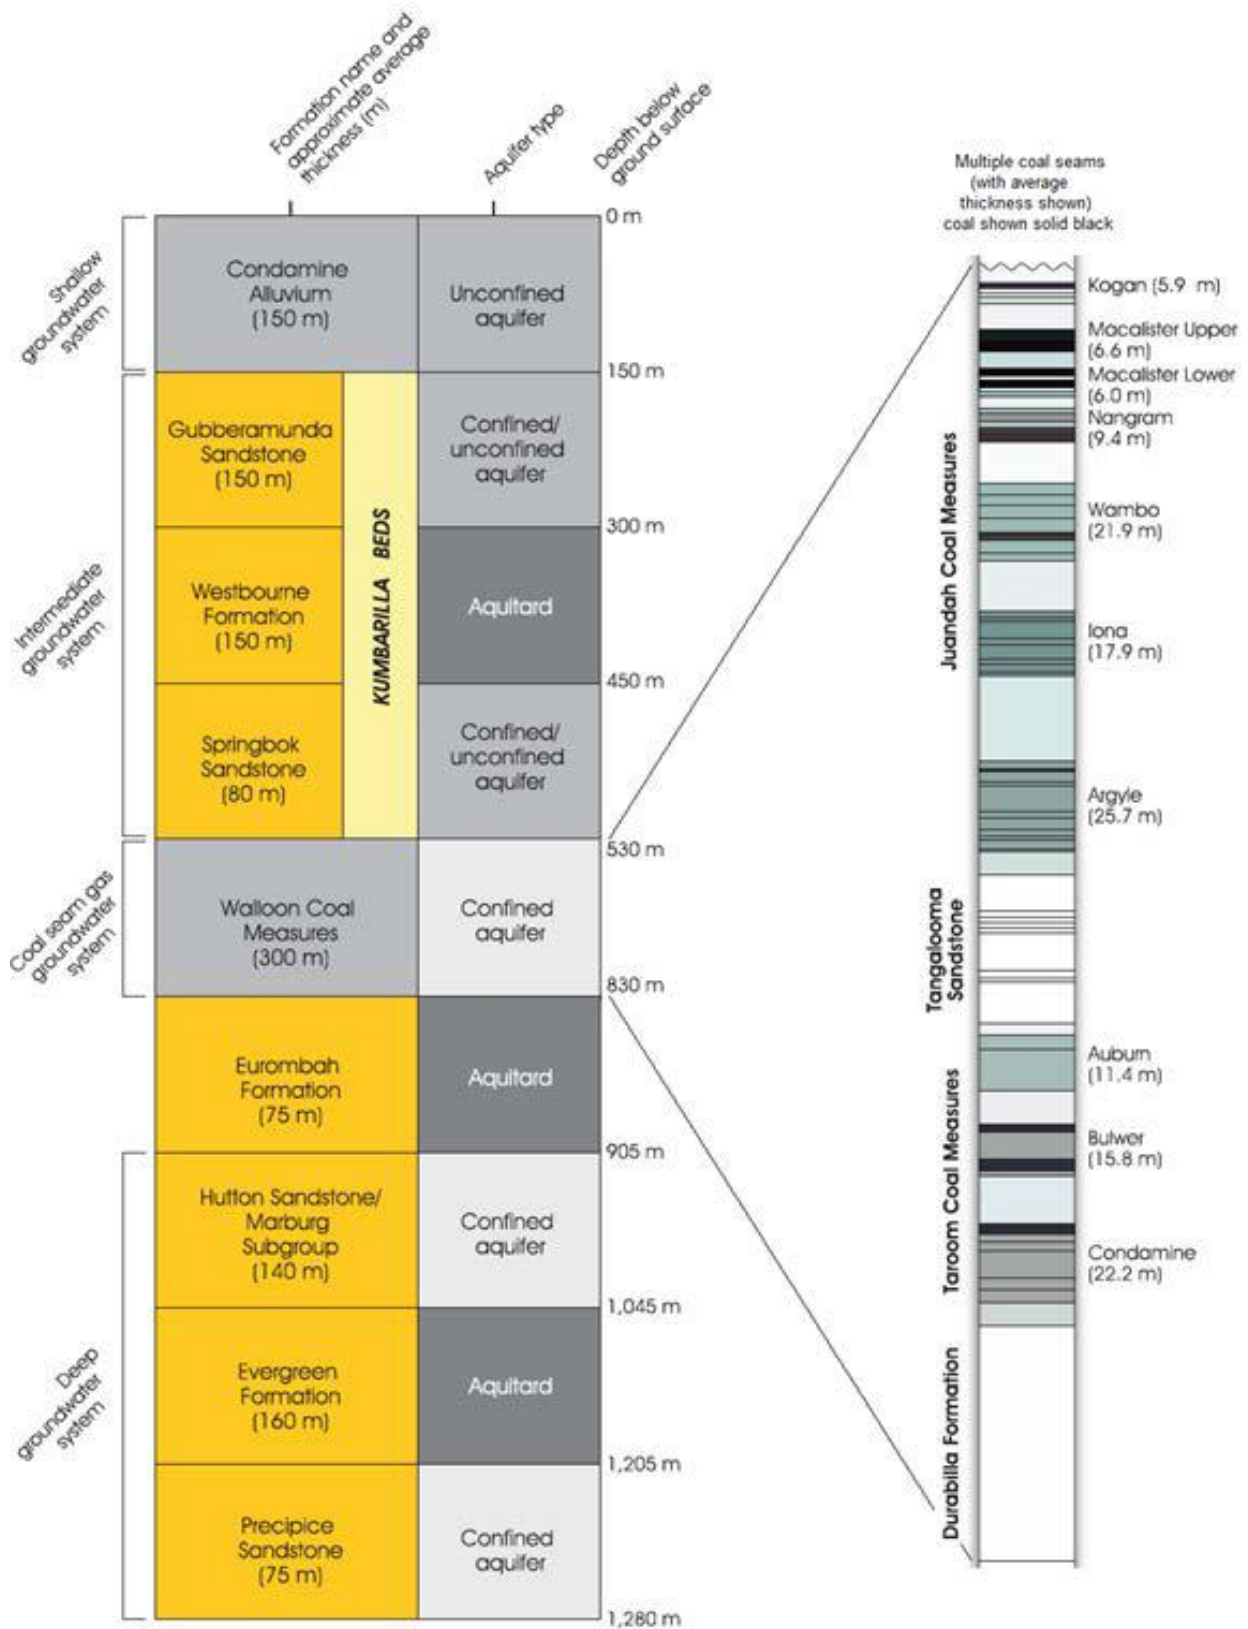 Formation name and
approximate average
thickness (m)
Aquifer type
Depth below
ground surface
Shallow
groundwater
system
Condamine
Alluvium
(150 m)
Unconfined
aquifer
0 m
150 m
Intermediate
groundwater
system
Gubberamunda
Sandstone
(150 m)
KUMBARILLA BEDS
Confined/
unconfined
aquifer
300 m
Westbourne
Formation
(150 m)
Aquitard
450 m
Springbok
Sandstone
(80 m)
Confined/
unconfined
aquifer
530 m
Coal seam gas
groundwater
system
Walloon Coal
Measures
(300 m)
Confined
aquifer
830 m
Eurombah
Formation
(75 m)
Aquitard
905 m
Deep
groundwater
system
Hutton Sandstone/
Marburg
Subgroup
(140 m)
Confined
aquifer
1,045 m
Evergreen
Formation
(160 m)
Aquitard
1,205 m
Precipice
Sandstone
(75 m)
Confined
aquifer
1,280 m
Multiple coal seams
(with average
thickness shown)
coal shown solid black
Juandah Coal Measures
Kogan (5.9 m)
Macalister Upper
(6.6 m)
Macalister Lower
(6.0 m)
Nangram
(9.4 m)
Wambo
(21.9 m)
Iona
(17.9 m)
Argyle
(25.7 m)
Tangalooma
Sandstone
Taroom Coal Measures
Auburn
(11.4 m)
Bulwer
(15.8 m)
Condamine
(22.2 m)
Durabilla Formation